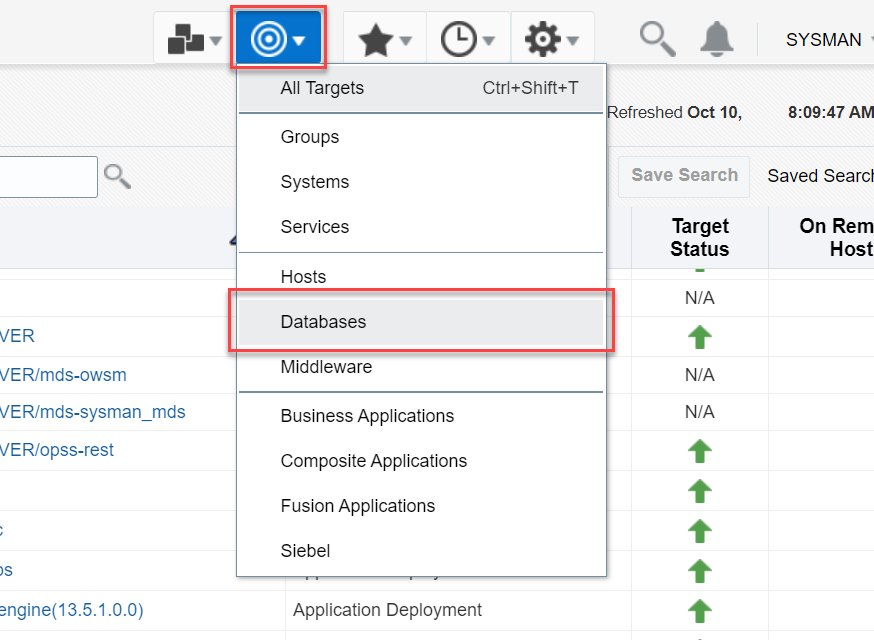 SYSMAN
All Targets Ctrl+Shift+T
Refreshed Oct 10, 8:09:47 AM
Groups
Systems
Services
Save Search Saved Search
Target Status
On Rem
Host
Hosts
Databases
Middleware
Business Applications
Composite Applications
Fusion Applications
Siebel
N/A
VER
VER/mds-owsm N/A
VER/mds-sysman_mds N/A
VER/opss-rest
c
os
engine(13.5.1.0.0) Application Deployment